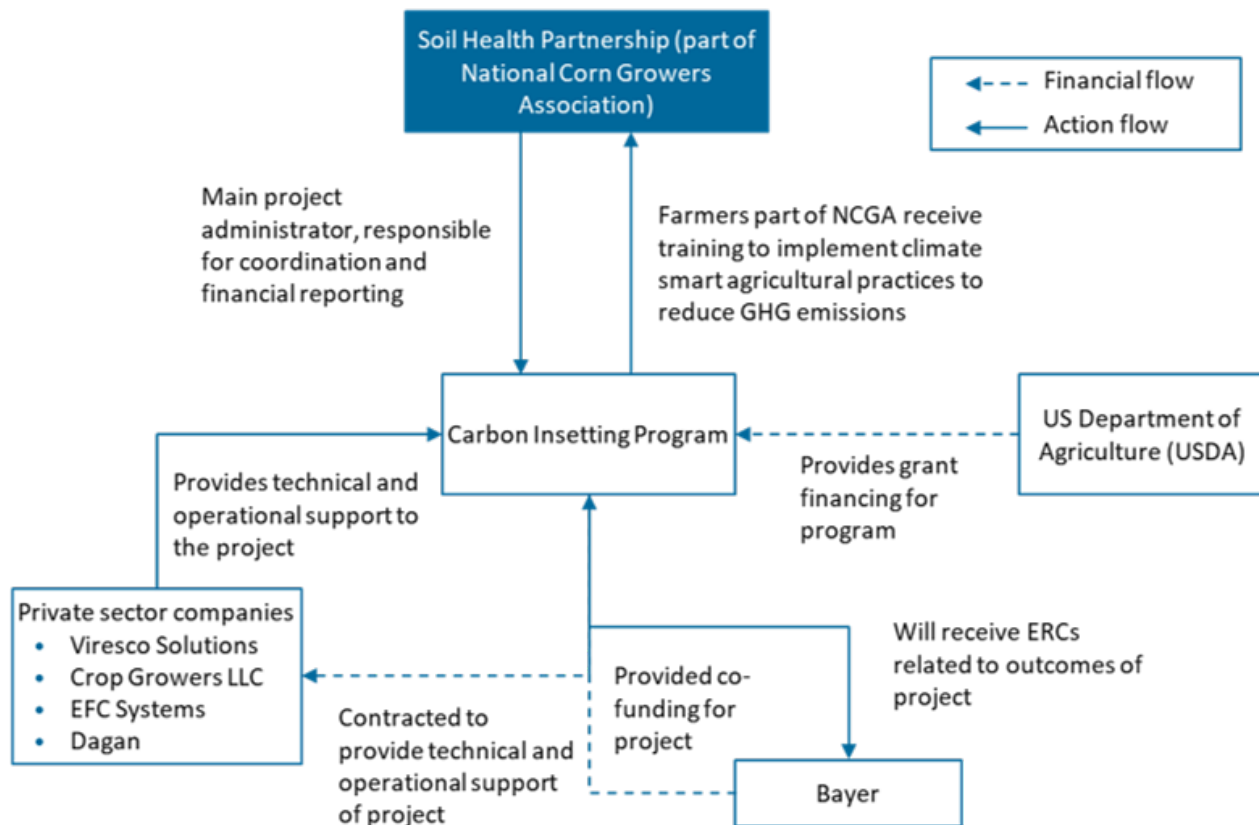 Soil Health Partnership (part of
National Corn Growers
Association)
Financial flow
Action flow
Main project
administrator, responsible
for coordination and
financial reporting
Farmers part of NCGA receive
training to implement climate
smart agricultural practices to
reduce GHG emissions
Carbon Insetting Program
US Department of
Agriculture (USDA)
Provides grant
financing for
program
Provides technical and
operational support to
the project
Private sector companies
• Viresco Solutions
• Crop Growers LLC
• EFC Systems
• Dagan
Contracted to
provide technical and
operational support
of project
Provided co-
funding for
project
Will receive ERCs
related to outcomes of
project
Bayer